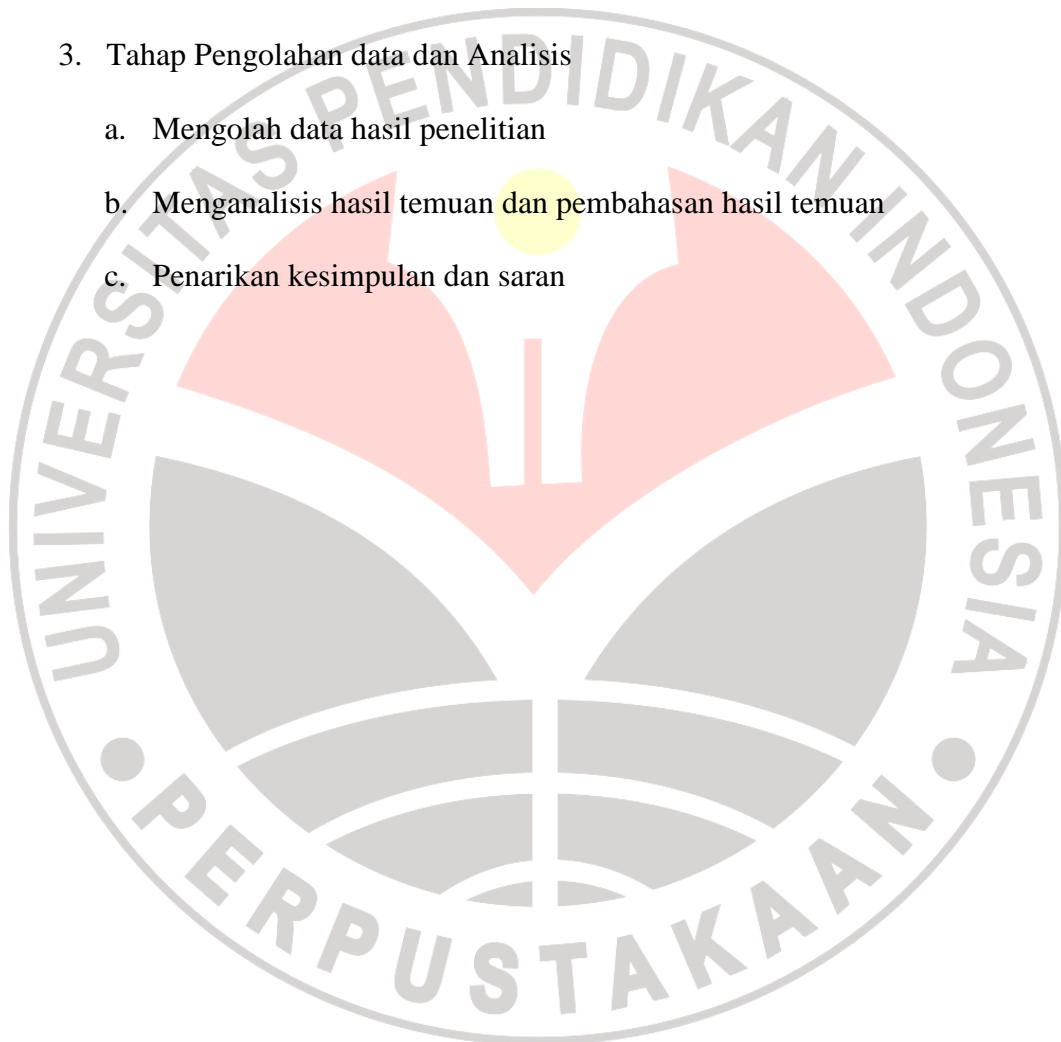 3. Tahap Pengolahan data dan Analisis
a. Mengolah data hasil penelitian
b. Menganalisis hasil temuan dan pembahasan hasil temuan
c. Penarikan kesimpulan dan saran
UNIVERSITAS PENDIDIKAN INDONESIA
PERPUSTAKAAN